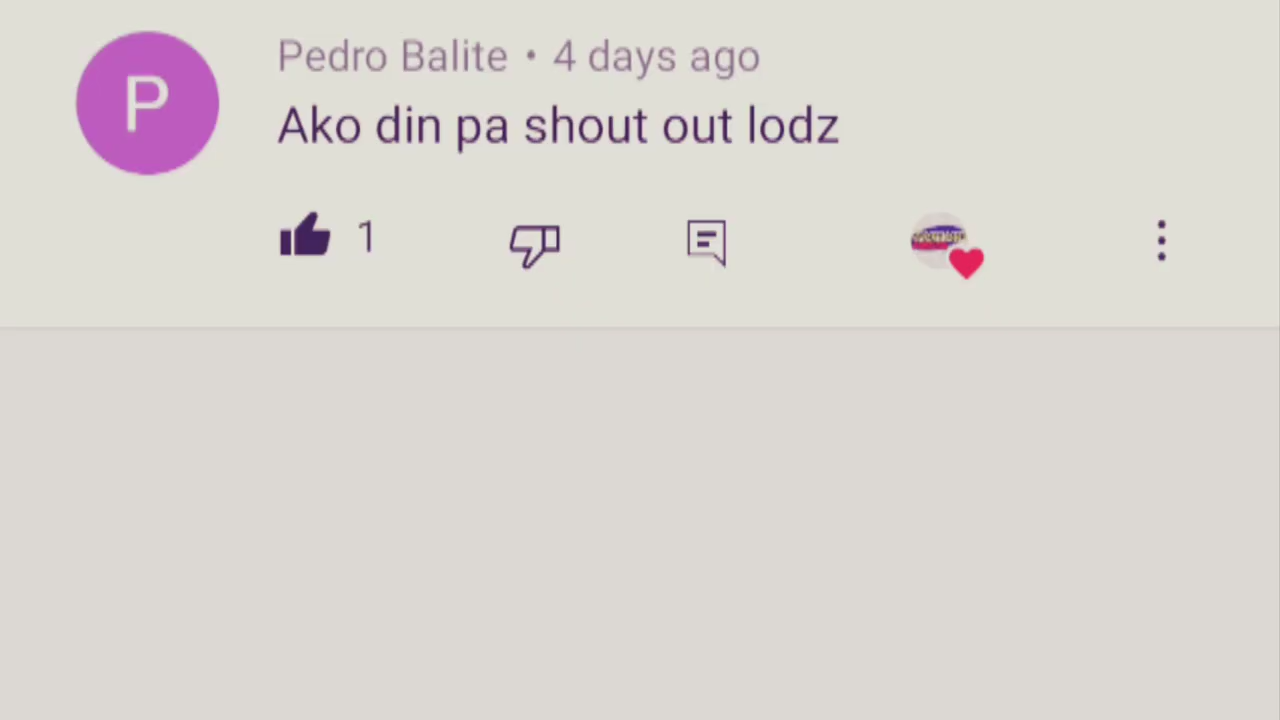 P
Pedro Balite • 4 days ago
Ako din pa shout out lodz
1